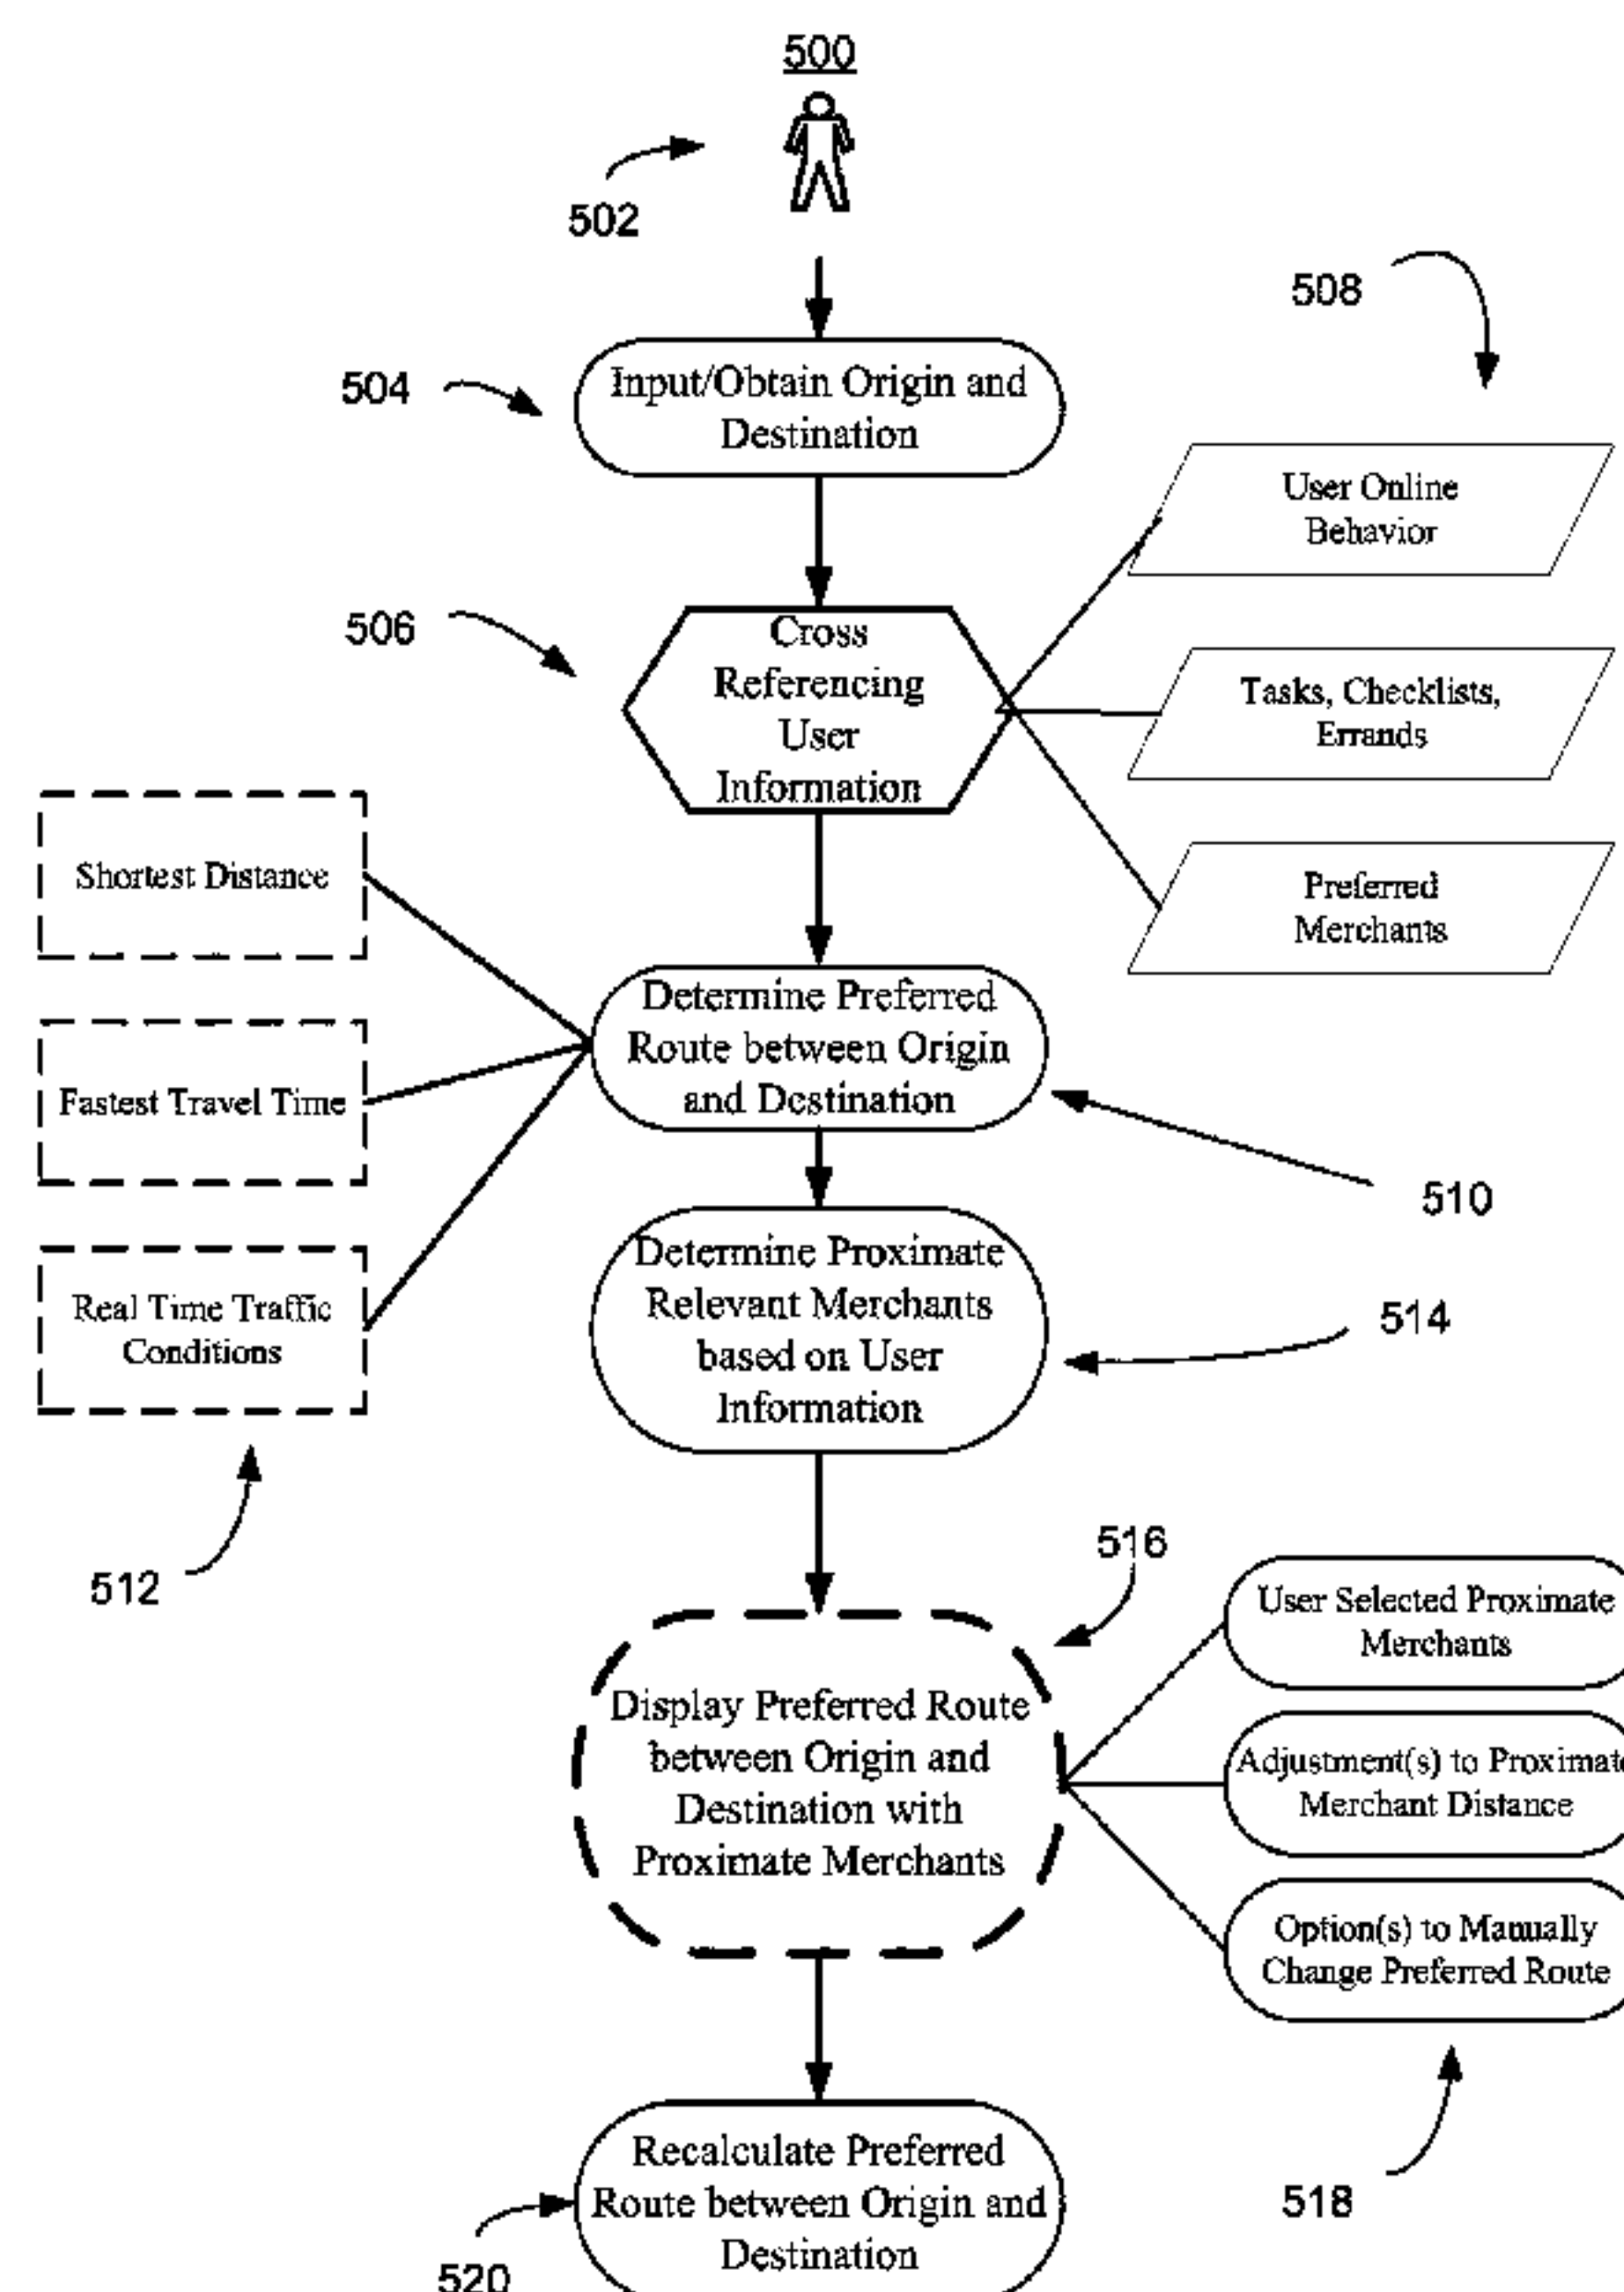 500
502
508
504
Input/Obtain Origin and
Destination
User Online
Behavior
506
Cross
Referencing
User
Information
Tasks, Checklists,
Errands
Shortest Distance
Preferred
Merchants
Determine Preferred
Route between Origin
and Destination
Fastest Travel Time
510
Determine Proximate
Relevant Merchants
based on User
Information
Real Time Traffic
Conditions
514
512
516
User Selected Proximate
Merchants
Display Preferred Route
between Origin and
Destination with
Proximate Merchants
Adjustment(s) to Proximate
Merchant Distance
Option(s) to Manually
Change Preferred Route
518
Recalculate Preferred
Route between Origin and
Destination
520